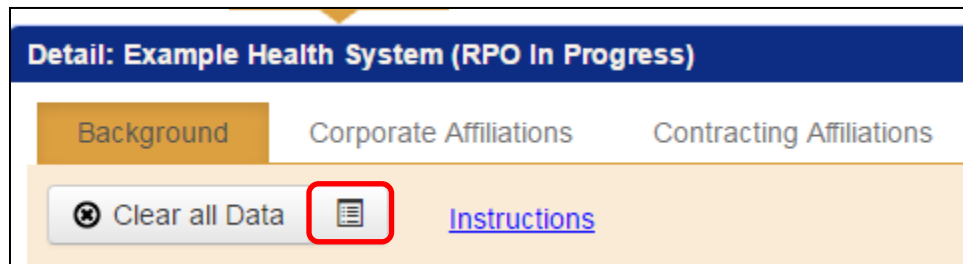 Detail: Example Health System (RPO In Progress)
Background Corporate Affiliations Contracting Affiliations
Clear all Data Instructions